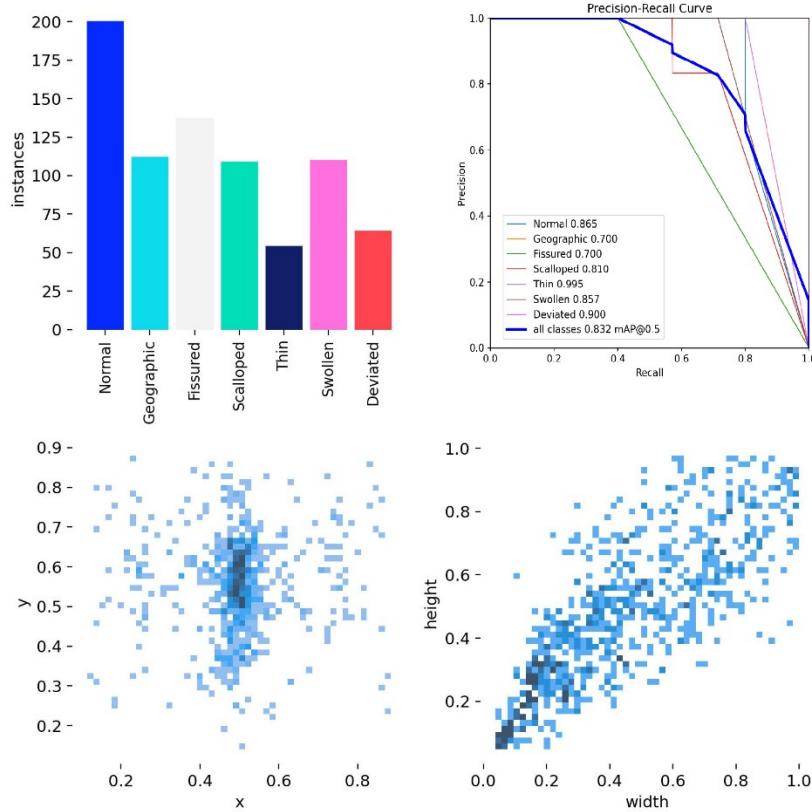 200
175
150
125
100
75
50
25
0
instances
Normal
Geographic
Fissured
Scalloped
Thin
Swollen
Deviated
Precision-Recall Curve
1.0
0.8
0.6
0.4
0.2
0.0
Precision
Normal 0.865
Geographic 0.700
Fissured 0.700
Scalloped 0.810
Thin 0.995
Swollen 0.857
Deviated 0.900
all classes 0.832 mAP@0.5
0.0 0.2 0.4 0.6 0.8 1.0
Recall
0.9
0.8
0.7
0.6
0.5
0.4
0.3
0.2
y
0.2 0.4 0.6 0.8
x
1.0
0.8
0.6
0.4
0.2
height
0.0 0.2 0.4 0.6 0.8 1.0
width